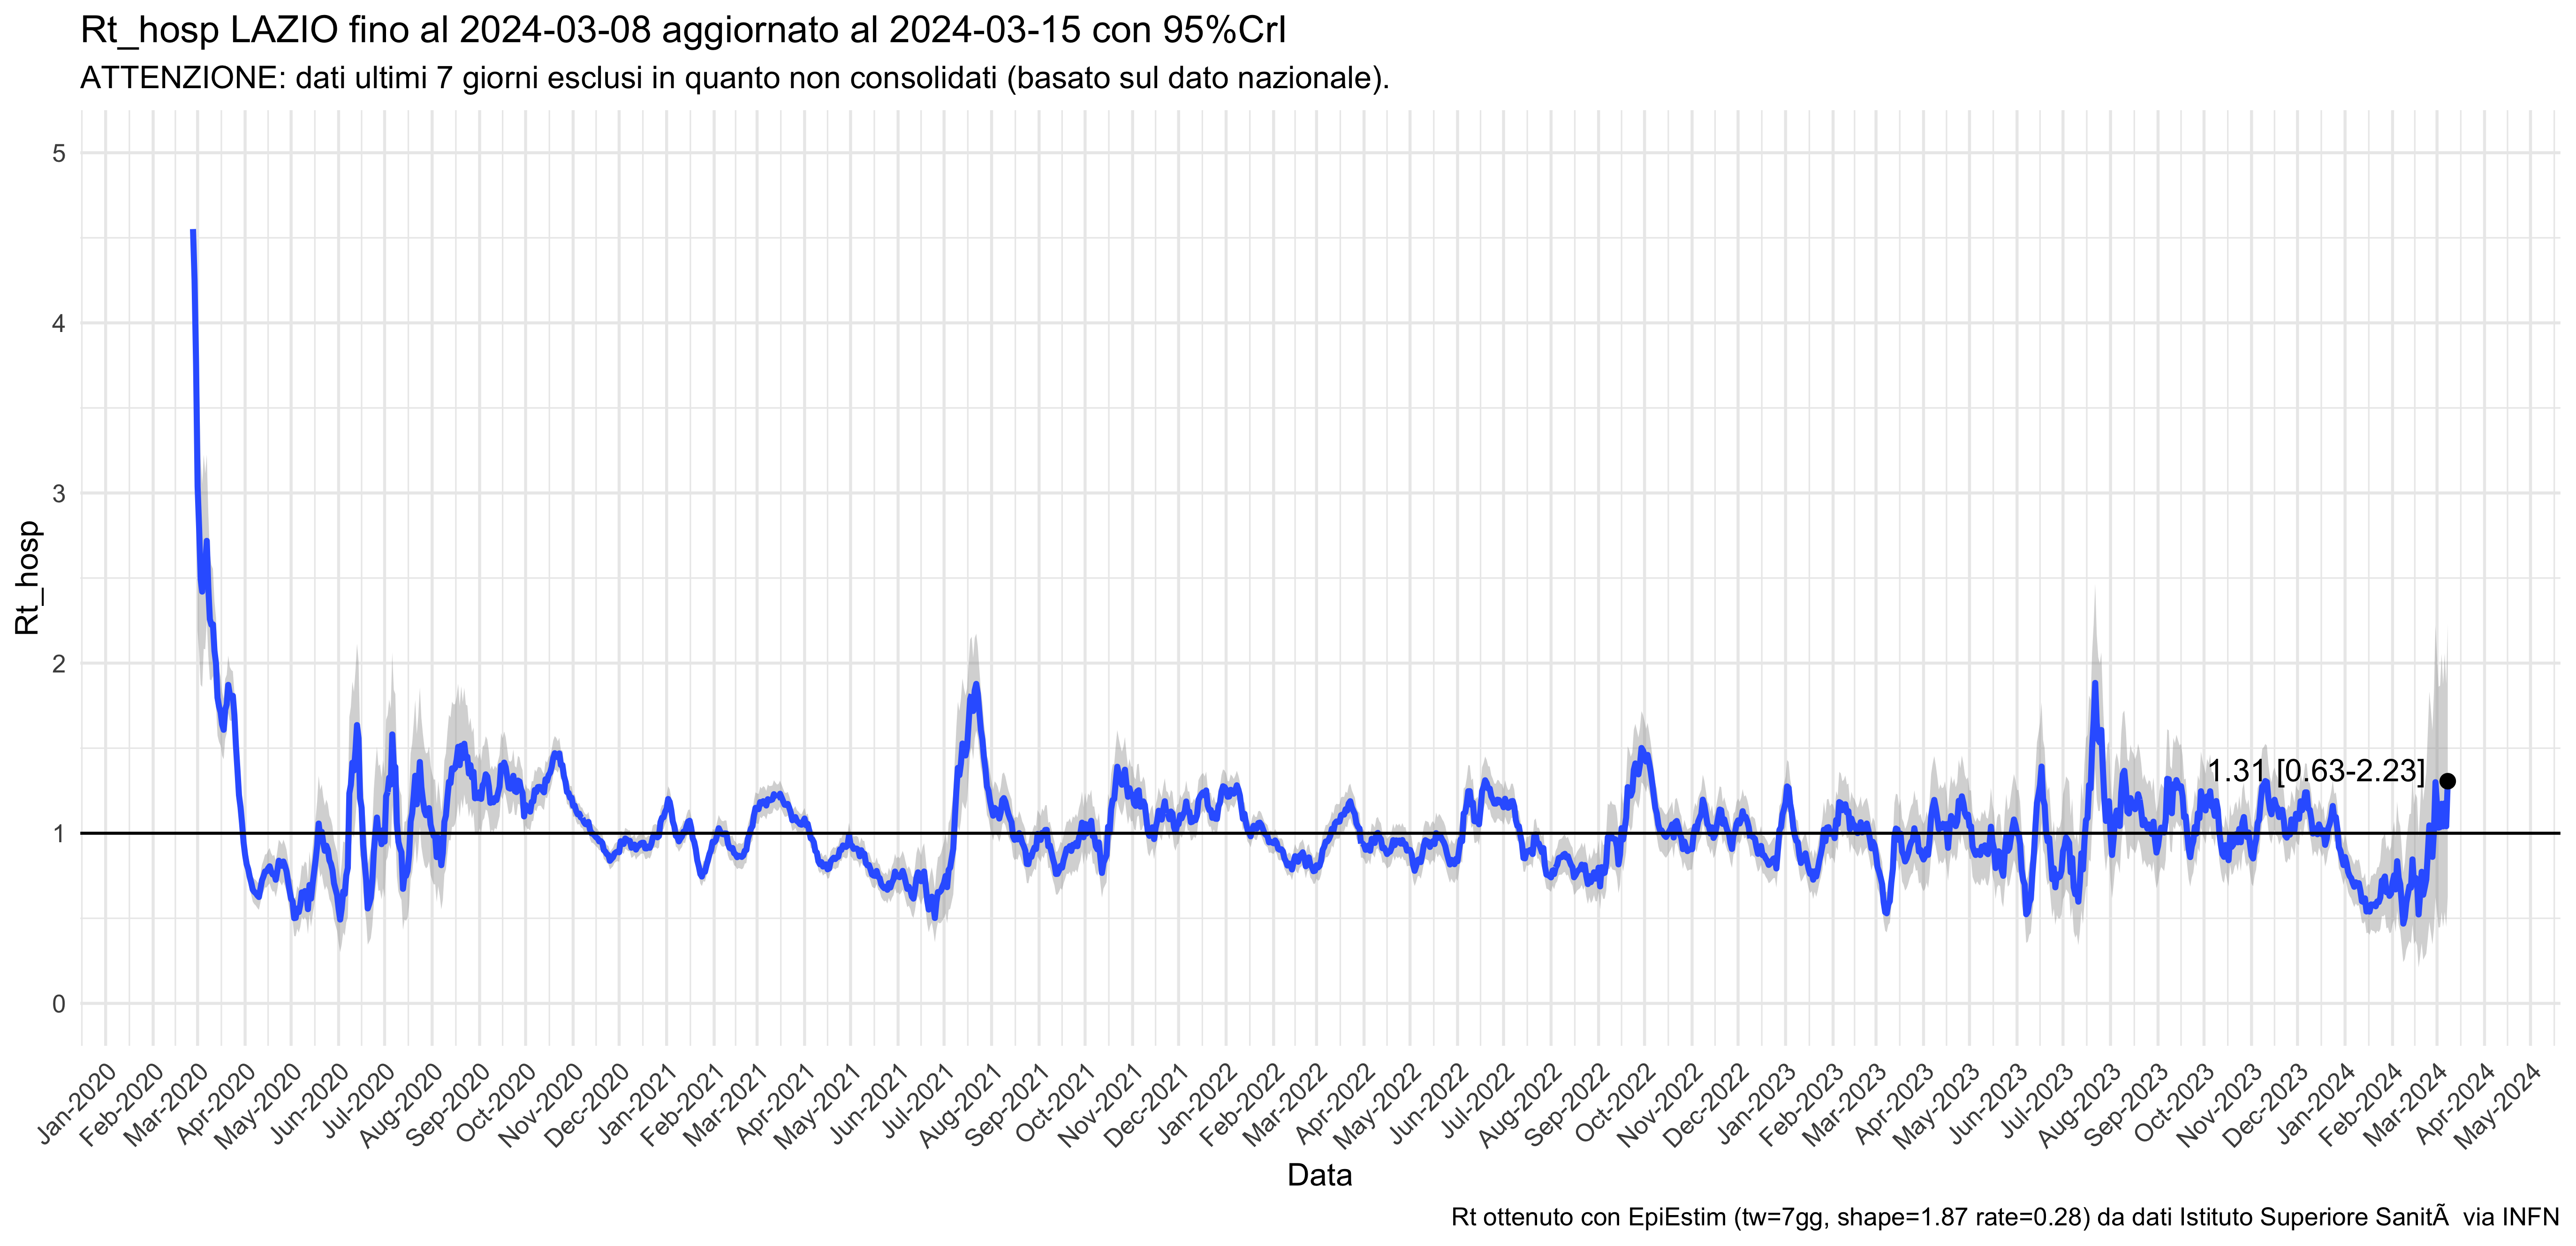 Rt_hosp LAZIO fino al 2024-03-08 aggiornato al 2024-03-15 con 95%CrI
ATTENZIONE: dati ultimi 7 giorni esclusi in quanto non consolidati (basato sul dato nazionale).
Rt_hosp
5
4
3
2
1
0
1.31 [0.63-2.23]
Jan-2020
Feb-2020
Mar-2020
Apr-2020
May-2020
Jun-2020
Jul-2020
Aug-2020
Sep-2020
Oct-2020
Nov-2020
Dec-2020
Jan-2021
Feb-2021
Mar-2021
Apr-2021
May-2021
Jun-2021
Jul-2021
Aug-2021
Sep-2021
Oct-2021
Nov-2021
Dec-2021
Jan-2022
Feb-2022
Mar-2022
Apr-2022
May-2022
Jun-2022
Jul-2022
Aug-2022
Sep-2022
Oct-2022
Nov-2022
Dec-2022
Jan-2023
Feb-2023
Mar-2023
Apr-2023
May-2023
Jun-2023
Jul-2023
Aug-2023
Sep-2023
Oct-2023
Nov-2023
Dec-2023
Jan-2024
Feb-2024
Mar-2024
Apr-2024
May-2024
Data
Rt ottenuto con EpiEstim (tw=7gg, shape=1.87 rate=0.28) da dati Istituto Superiore SanitÃ  via INFN